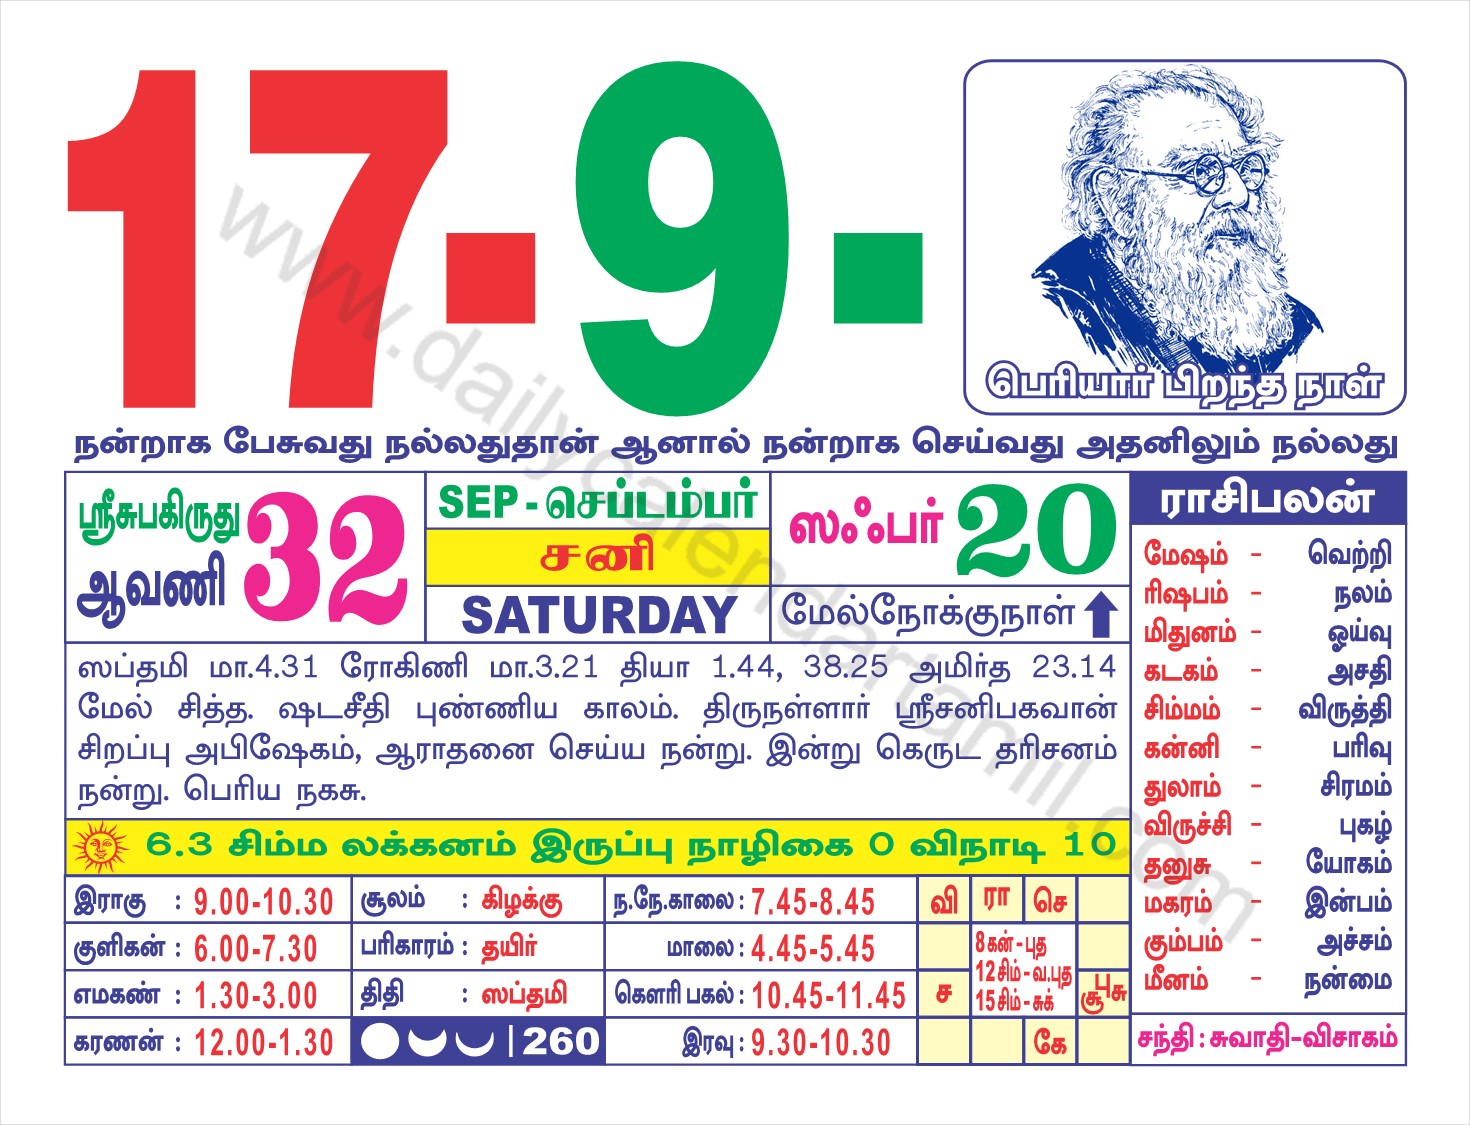 17-9-
பெரியார் பிறந்த நாள்
நன்றாக பேசுவது நல்லதுதான் ஆனால் நன்றாக செய்வது அதனிலும் நல்லது
ஸ்ரீசுபகிருது
ஆவணி
32
SEP - செப்டம்பர்
சனி
SATURDAY
ஸஃபர் 20
மேல்நோக்குநாள்
ஸப்தமி மா.4.31 ரோகிணி மா.3.21 தியா 1.44, 38.25 அமிர்த 23.14
மேல் சித்த. ஷடசீதி புண்ணிய காலம். திருநள்ளார் ஸ்ரீசனிபகவான்
சிறப்பு அபிஷேகம், ஆராதனை செய்ய நன்று. இன்று கெருட தரிசனம்
நன்று. பெரிய நகசு.
6.3 சிம்ம லக்கனம் இருப்பு நாழிகை 0 விநாடி 10
இராகு : 9.00-10.30
குளிகன் : 6.00-7.30
எமகண் : 1.30-3.00
கரணன் : 12.00-1.30
சூலம் : கிழக்கு
பரிகாரம் : தயிர்
திதி : ஸப்தமி
260
ந.நே.காலை : 7.45-8.45
மாலை : 4.45-5.45
கௌரி பகல் : 10.45-11.45
இரவு : 9.30-10.30
வி ரா செ
8கன் - புத
12சிம் - வ.புத
15சிம் - சுக்
ச
சூ பு சு
கே
ராசிபலன்
மேஷம் - வெற்றி
ரிஷபம் - நலம்
மிதுனம் - ஓய்வு
கடகம் - அசதி
சிம்மம் - விருத்தி
கன்னி - பரிவு
துலாம் - சிரமம்
விருச்சி - புகழ்
தனுசு - யோகம்
மகரம் - இன்பம்
கும்பம் - அச்சம்
மீனம் - நன்மை
சந்தி : சுவாதி-விசாகம்
www.dailycalendartamil.com